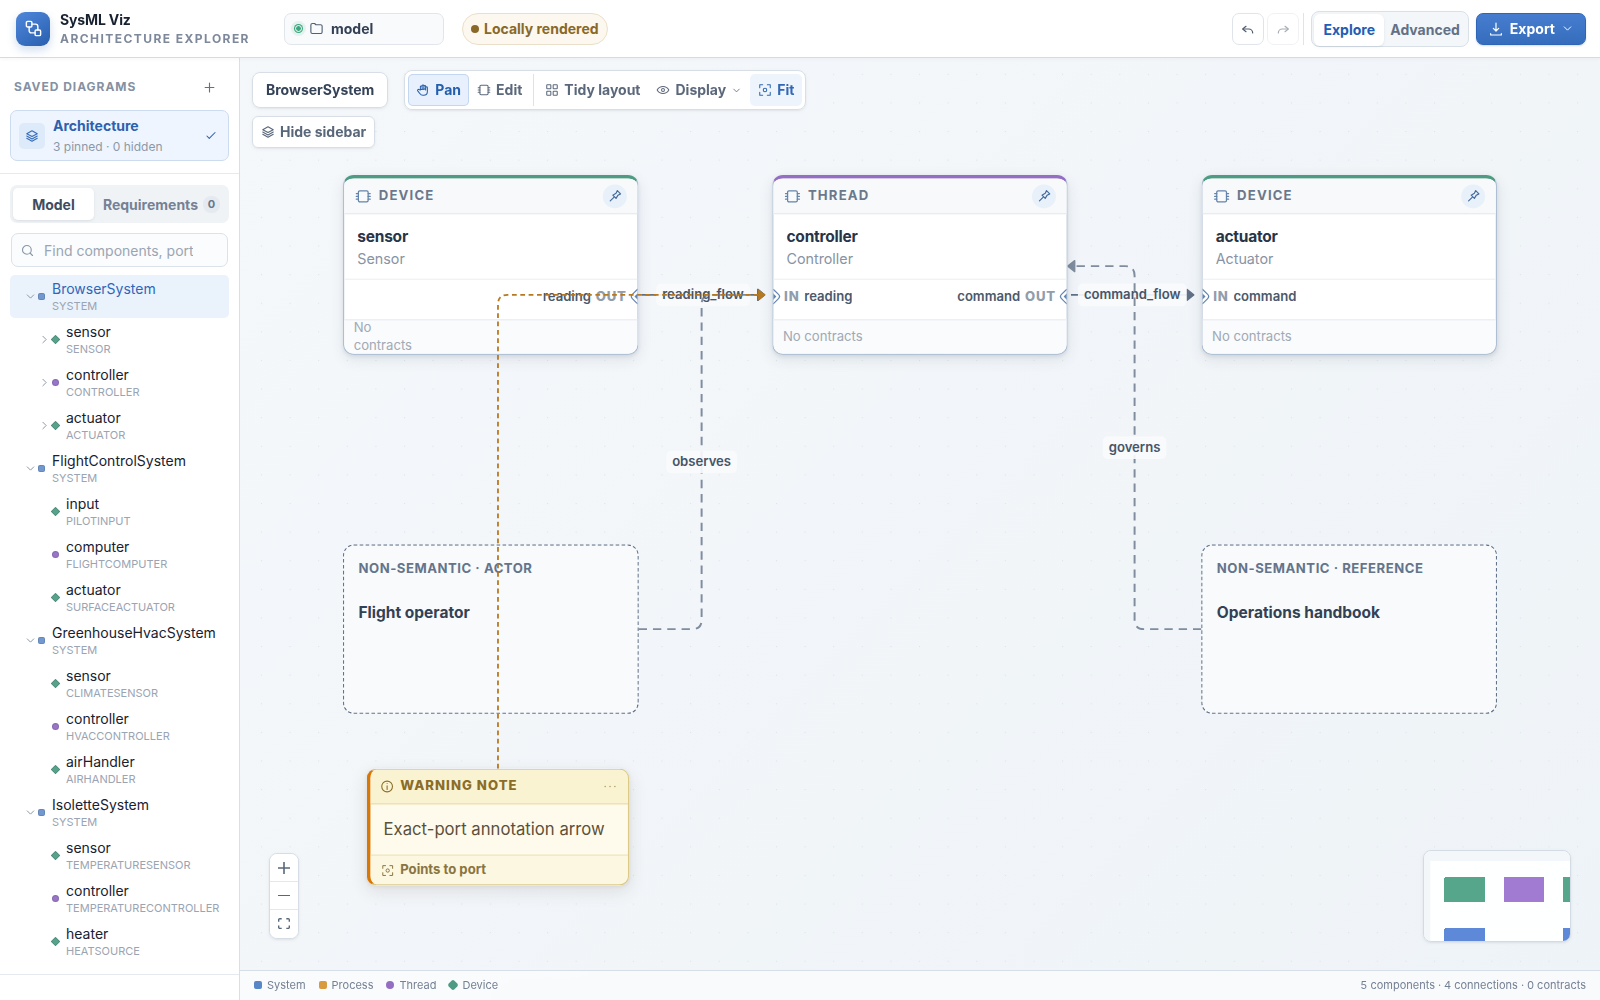 SysML Viz
ARCHITECTURE EXPLORER
model
Locally rendered
Explore
Advanced
Export
SAVED DIAGRAMS
Architecture
3 pinned · 0 hidden
Model
Requirements 0
Find components, port
BrowserSystem
SYSTEM
sensor
SENSOR
controller
CONTROLLER
actuator
ACTUATOR
FlightControlSystem
SYSTEM
input
PILOTINPUT
computer
FLIGHTCOMPUTER
actuator
SURFACEACTUATOR
GreenhouseHvacSystem
SYSTEM
sensor
CLIMATESENSOR
controller
HVACCONTROLLER
airHandler
AIRHANDLER
IsoletteSystem
SYSTEM
sensor
TEMPERATURESENSOR
controller
TEMPERATURECONTROLLER
heater
HEATSOURCE
BrowserSystem
Pan
Edit
Tidy layout
Display
Fit
Hide sidebar
DEVICE
sensor
Sensor
reading OUT
No
contracts
reading_flow
THREAD
controller
Controller
IN reading
command OUT
No contracts
command_flow
DEVICE
actuator
Actuator
IN command
No contracts
observes
governs
NON-SEMANTIC · ACTOR
Flight operator
NON-SEMANTIC · REFERENCE
Operations handbook
WARNING NOTE
Exact-port annotation arrow
Points to port
System
Process
Thread
Device
5 components · 4 connections · 0 contracts